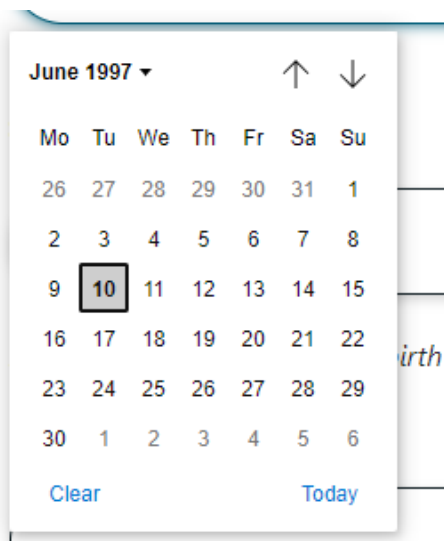 June 1997
Mo Tu We Th Fr Sa Su
26 27 28 29 30 31 1
2 3 4 5 6 7 8
9 10 11 12 13 14 15
16 17 18 19 20 21 22
23 24 25 26 27 28 29
30 1 2 3 4 5 6
Clear Today